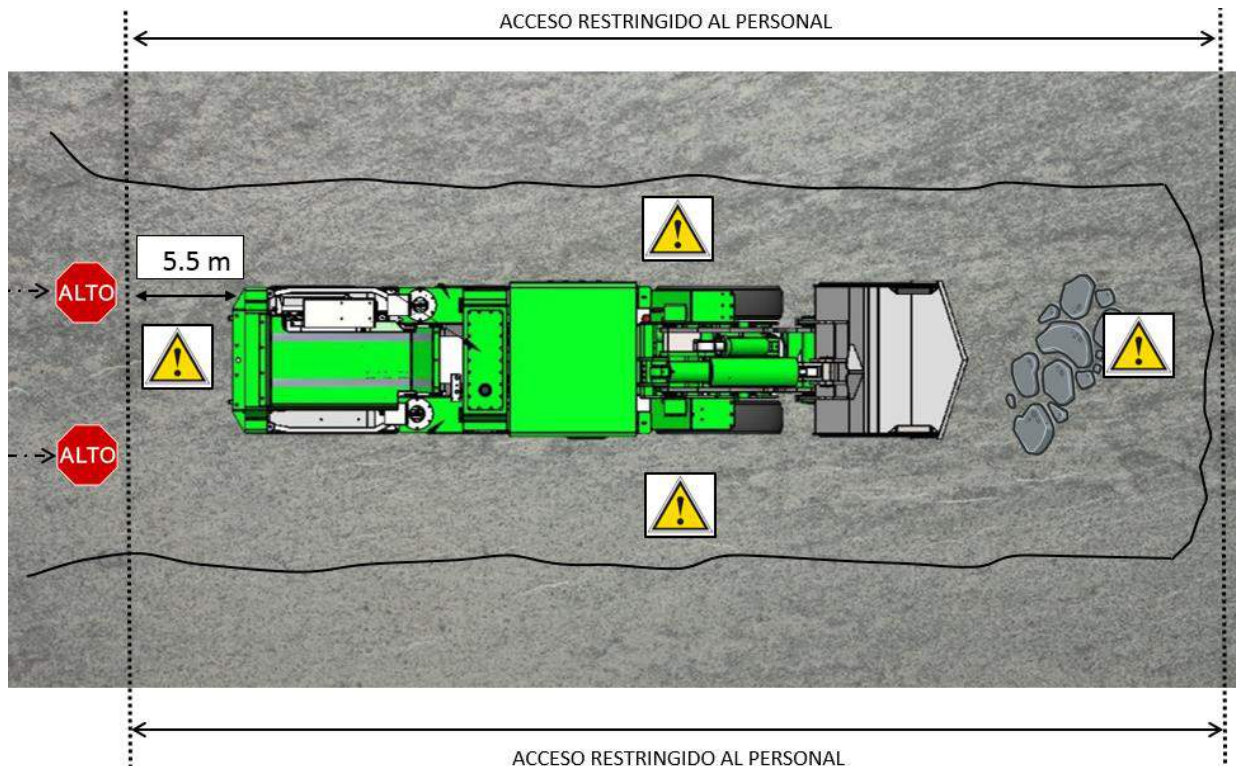 ACCESO RESTRINGIDO AL PERSONAL
5.5 m
ALTO
ALTO
ACCESO RESTRINGIDO AL PERSONAL